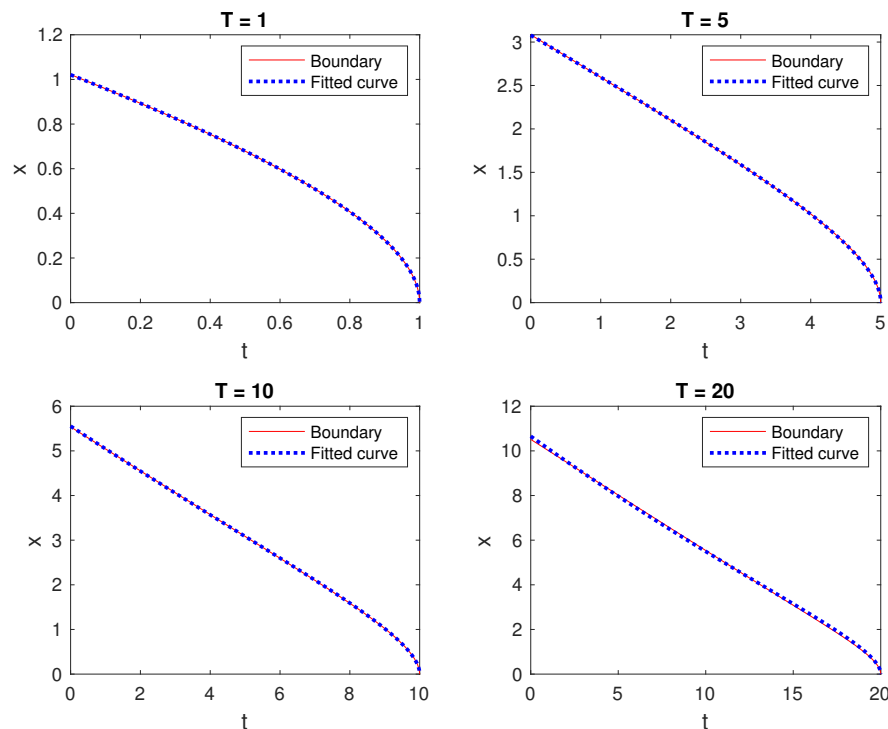 T = 1
1.2
1
0.8
0.6
0.4
0.2
0
x
Boundary
Fitted curve
0 0.2 0.4 0.6 0.8 1
t
T = 5
3
2.5
2
1.5
1
0.5
0
x
Boundary
Fitted curve
0 1 2 3 4 5
t
T = 10
6
5
4
3
2
1
0
x
Boundary
Fitted curve
0 2 4 6 8 10
t
T = 20
12
10
8
6
4
2
0
x
Boundary
Fitted curve
0 5 10 15 20
t